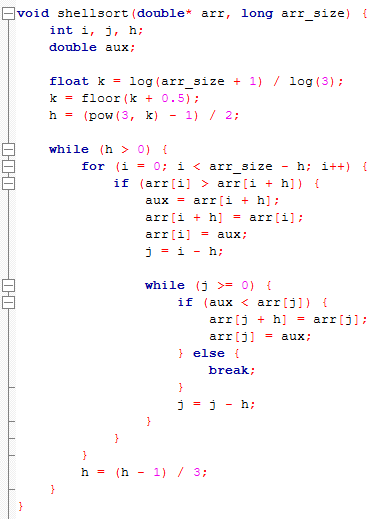 void shellsort(double* arr, long arr_size) {
    int i, j, h;
    double aux;

    float k = log(arr_size + 1) / log(3);
    k = floor(k + 0.5);
    h = (pow(3, k) - 1) / 2;

    while (h > 0) {
        for (i = 0; i < arr_size - h; i++) {
            if (arr[i] > arr[i + h]) {
                aux = arr[i + h];
                arr[i + h] = arr[i];
                arr[i] = aux;
                j = i - h;

                while (j >= 0) {
                    if (aux < arr[j]) {
                        arr[j + h] = arr[j];
                        arr[j] = aux;
                    } else {
                        break;
                    }
                    j = j - h;
                }
            }
        }
        h = (h - 1) / 3;
    }
}